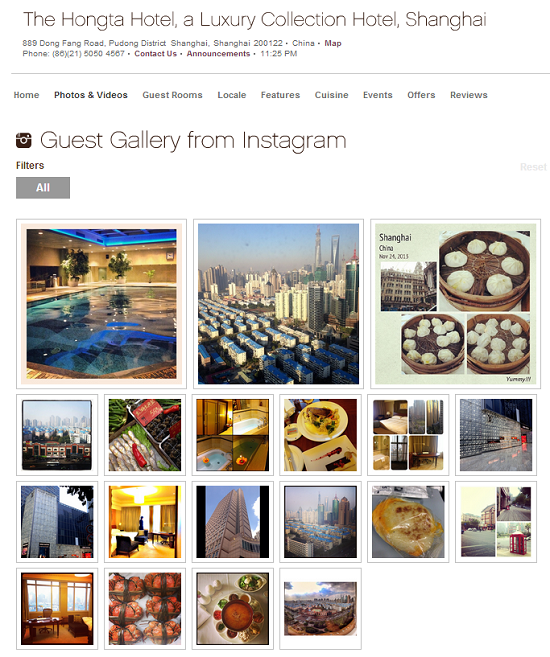 The Hongta Hotel, a Luxury Collection Hotel, Shanghai
889 Dong Fang Road, Pudong District Shanghai, Shanghai 200122 • China • Map
Phone: (86)(21) 5050 4567 • Contact Us • Announcements • 11:25 PM
Home Photos & Videos Guest Rooms Locale Features Cuisine Events Offers Reviews
Guest Gallery from Instagram
Filters
Reset
All
Shanghai
China
Nov 24, 2013
Yummy!!!